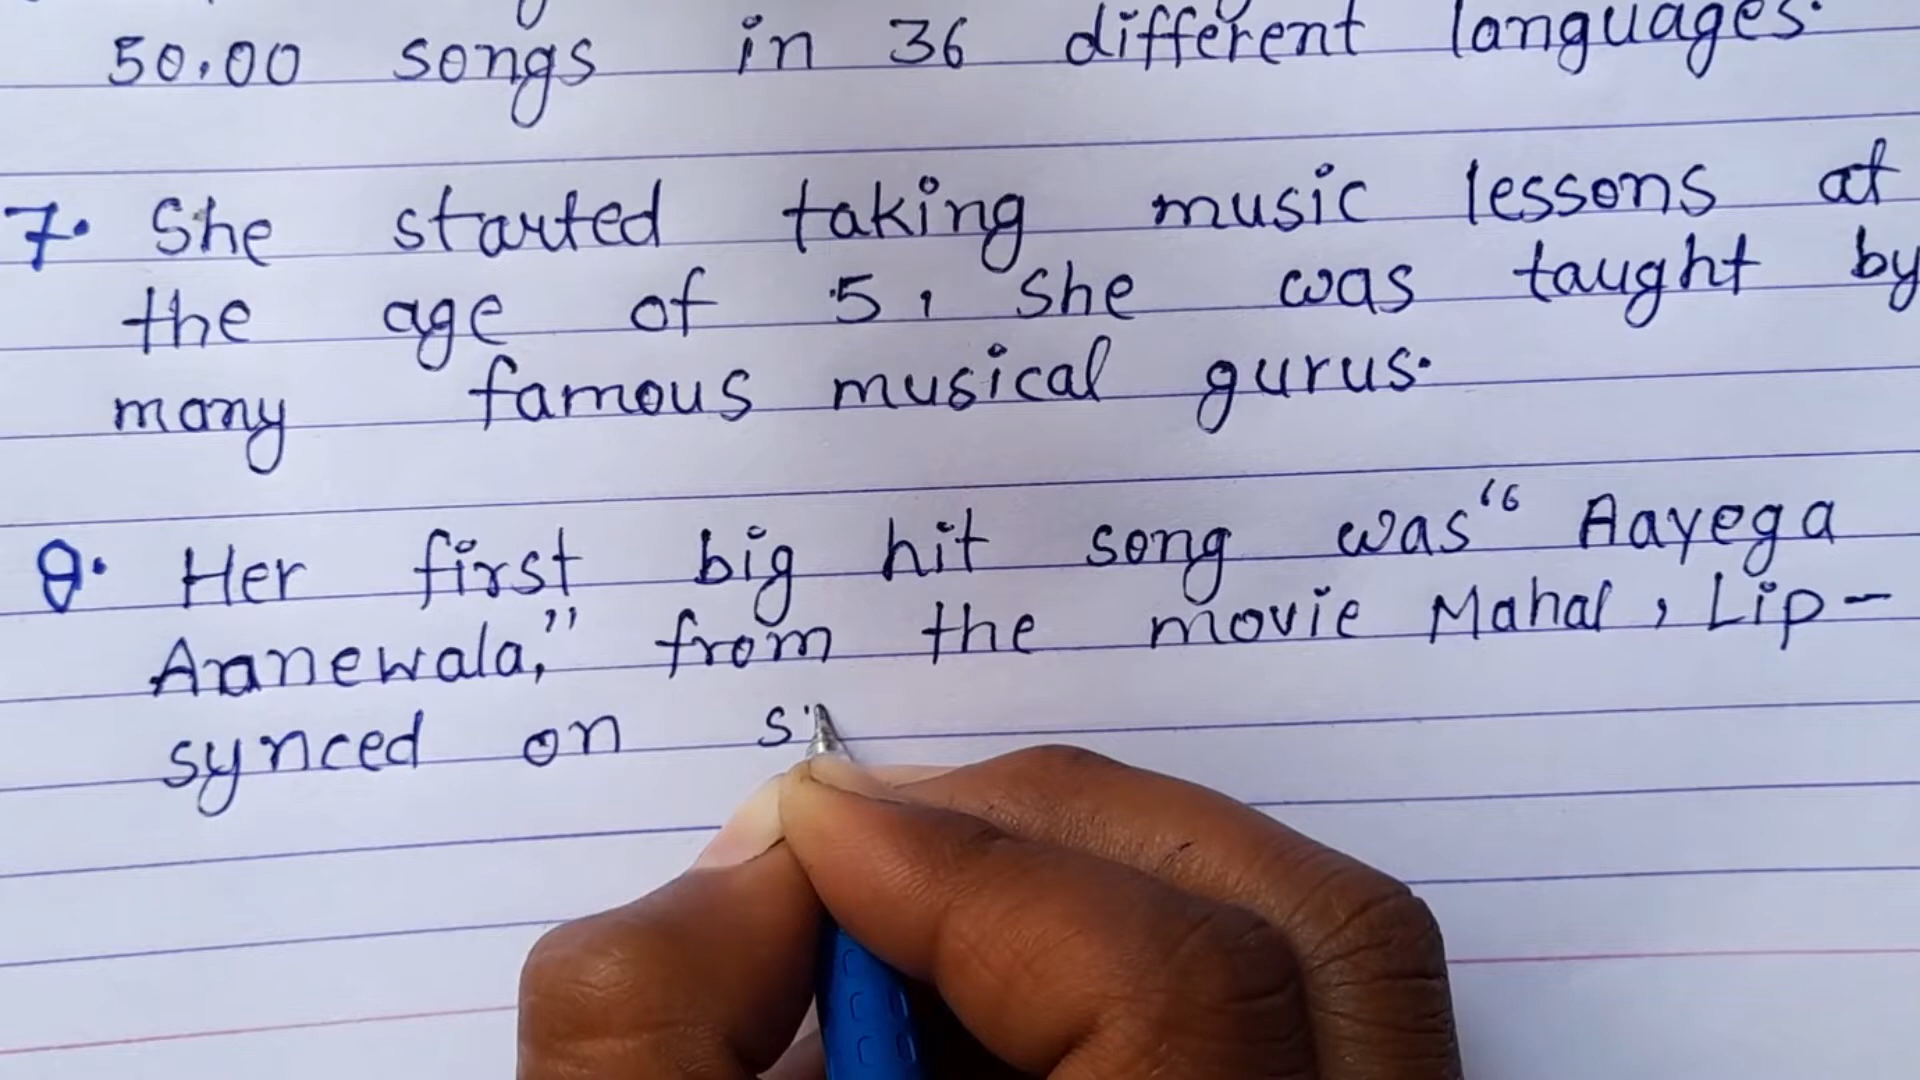 50.00 songs in 36 different languages.
7. She started taking music lessons at
the age of 5, She was taught by
many famous musical gurus.
8. Her first big hit song was "Aayega
Aanewala," from the movie Mahal, Lip-
synced on